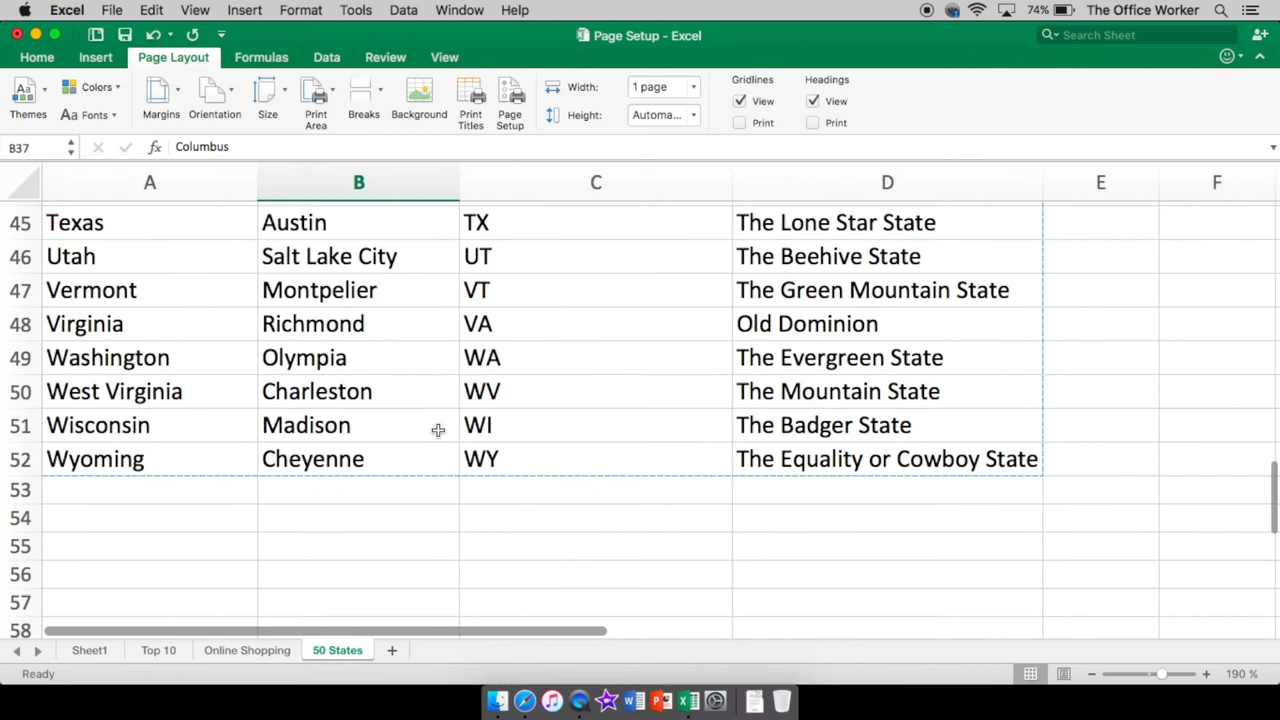 Excel File Edit View Insert Format Tools Data Window Help 74% The Office Worker
Page Setup - Excel
Search Sheet
Home Insert Page Layout Formulas Data Review View
Themes Colors Aa Fonts Margins Orientation Size Print Area Breaks Background Print Titles Page Setup
Width: 1 page
Height: Automa...
Gridlines
View
Print
Headings
View
Print
B37 fx Columbus
A B C D E F
45 Texas Austin TX The Lone Star State
46 Utah Salt Lake City UT The Beehive State
47 Vermont Montpelier VT The Green Mountain State
48 Virginia Richmond VA Old Dominion
49 Washington Olympia WA The Evergreen State
50 West Virginia Charleston WV The Mountain State
51 Wisconsin Madison WI The Badger State
52 Wyoming Cheyenne WY The Equality or Cowboy State
53
54
55
56
57
58
Sheet1 Top 10 Online Shopping 50 States +
Ready 190 %